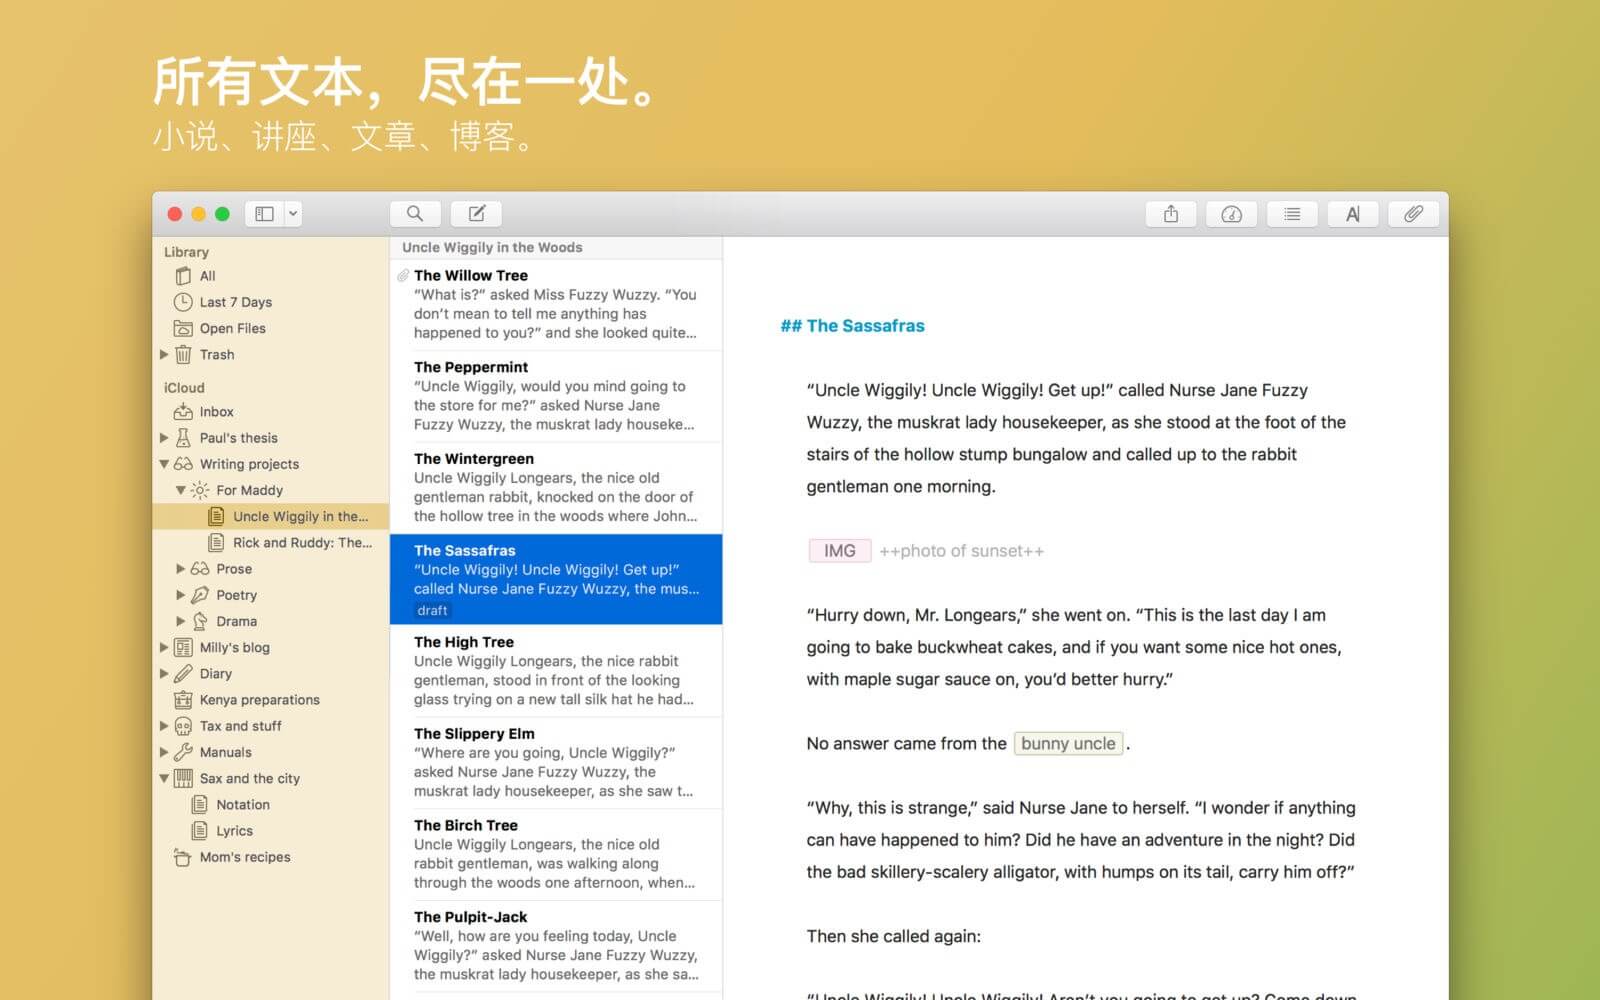 所有文本，尽在一处。
小说、讲座、文章、博客。
Library
All
Last 7 Days
Open Files
Trash
iCloud
Inbox
Paul's thesis
Writing projects
For Maddy
Uncle Wiggily in the...
Rick and Ruddy: The...
Prose
Poetry
Drama
Milly's blog
Diary
Kenya preparations
Tax and stuff
Manuals
Sax and the city
Notation
Lyrics
Mom's recipes
Uncle Wiggily in the Woods
The Willow Tree
“What is?” asked Miss Fuzzy Wuzzy. “You
don’t mean to tell me anything has
happened to you?” and she looked quite...
The Peppermint
“Uncle Wiggily, would you mind going to
the store for me?” asked Nurse Jane
Fuzzy Wuzzy, the muskrat lady houseke...
The Wintergreen
Uncle Wiggily Longears, the nice old
gentleman rabbit, knocked on the door of
the hollow tree in the woods where John...
The Sassafras
“Uncle Wiggily! Uncle Wiggily! Get up!”
called Nurse Jane Fuzzy Wuzzy, the mus...
draft
The High Tree
Uncle Wiggily Longears, the nice rabbit
gentleman, stood in front of the looking
glass trying on a new tall silk hat he had...
The Slippery Elm
“Where are you going, Uncle Wiggily?”
asked Nurse Jane Fuzzy Wuzzy, the
muskrat lady housekeeper, as she saw t...
The Birch Tree
Uncle Wiggily Longears, the nice old
rabbit gentleman, was walking along
through the woods one afternoon, when...
The Pulpit-Jack
“Well, how are you feeling today, Uncle
Wiggily?” asked Nurse Jane Fuzzy Wuzzy,
the muskrat lady housekeeper, as she sa...
## The Sassafras
“Uncle Wiggily! Uncle Wiggily! Get up!” called Nurse Jane Fuzzy
Wuzzy, the muskrat lady housekeeper, as she stood at the foot of the
stairs of the hollow stump bungalow and called up to the rabbit
gentleman one morning.
IMG ++photo of sunset++
“Hurry down, Mr. Longears,” she went on. “This is the last day I am
going to bake buckwheat cakes, and if you want some nice hot ones,
with maple sugar sauce on, you’d better hurry.”
No answer came from the bunny uncle.
“Why, this is strange,” said Nurse Jane to herself. “I wonder if anything
can have happened to him? Did he have an adventure in the night? Did
the bad skillery-scalery alligator, with humps on its tail, carry him off?”
Then she called again:
“Uncle Wiggily! Uncle Wiggily! Aren’t you going to get up? Come down